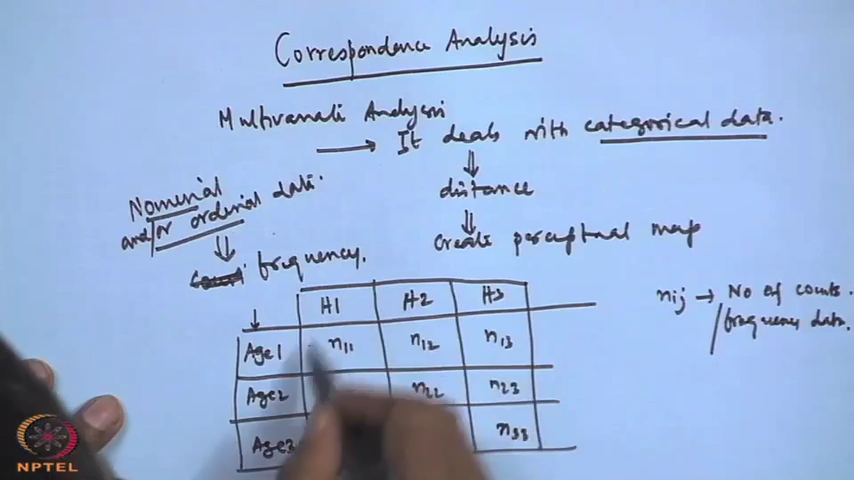 Correspondence Analysis
Multivariate Analysis
→ It deals with categorical data.
distance
Nominal
and/or ordinal data.
creates perceptual map
frequency.
nij → No of counts.
/frequency data.
H1 H2 H3
Age1 n11 n12 n13
Age2 n22 n23
Age3 n33
NPTEL